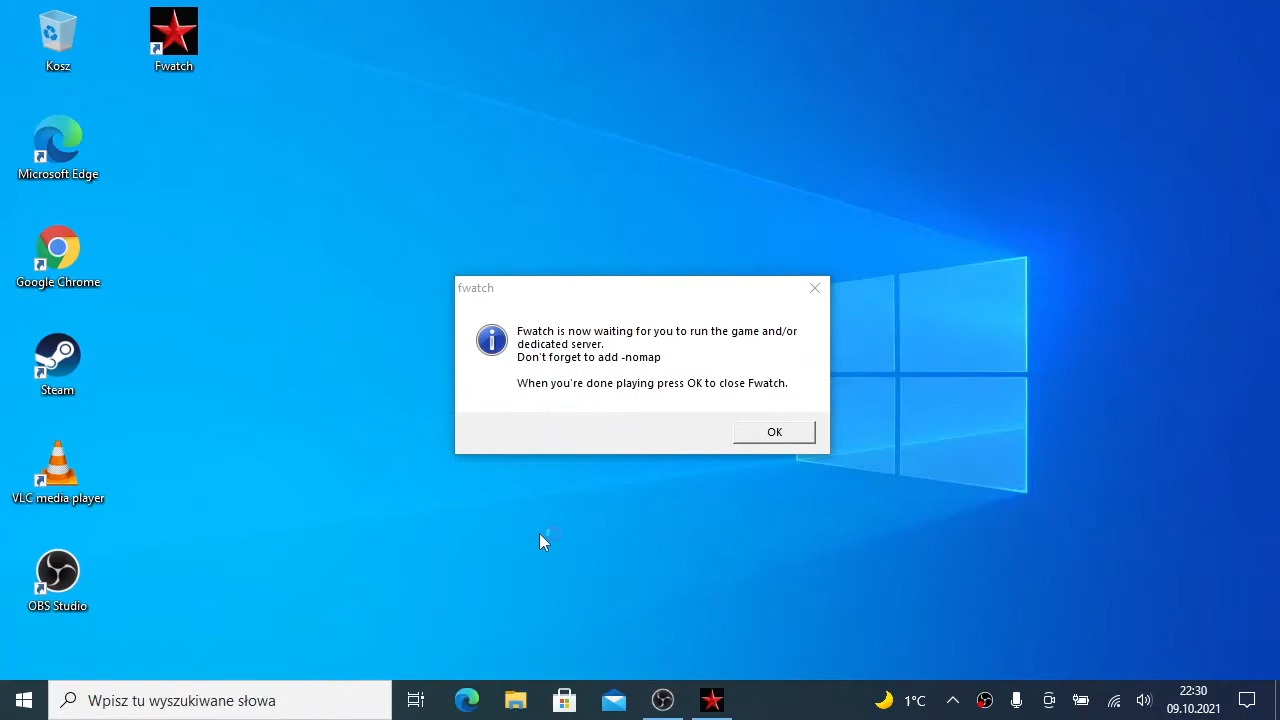 Kosz
Fwatch
Microsoft Edge
Google Chrome
Steam
VLC media player
OBS Studio
fwatch
Fwatch is now waiting for you to run the game and/or
dedicated server.
Don't forget to add -nomap
When you're done playing press OK to close Fwatch.
OK
Wpisz tu wyszukiwane słowa
1°C
22:30
09.10.2021